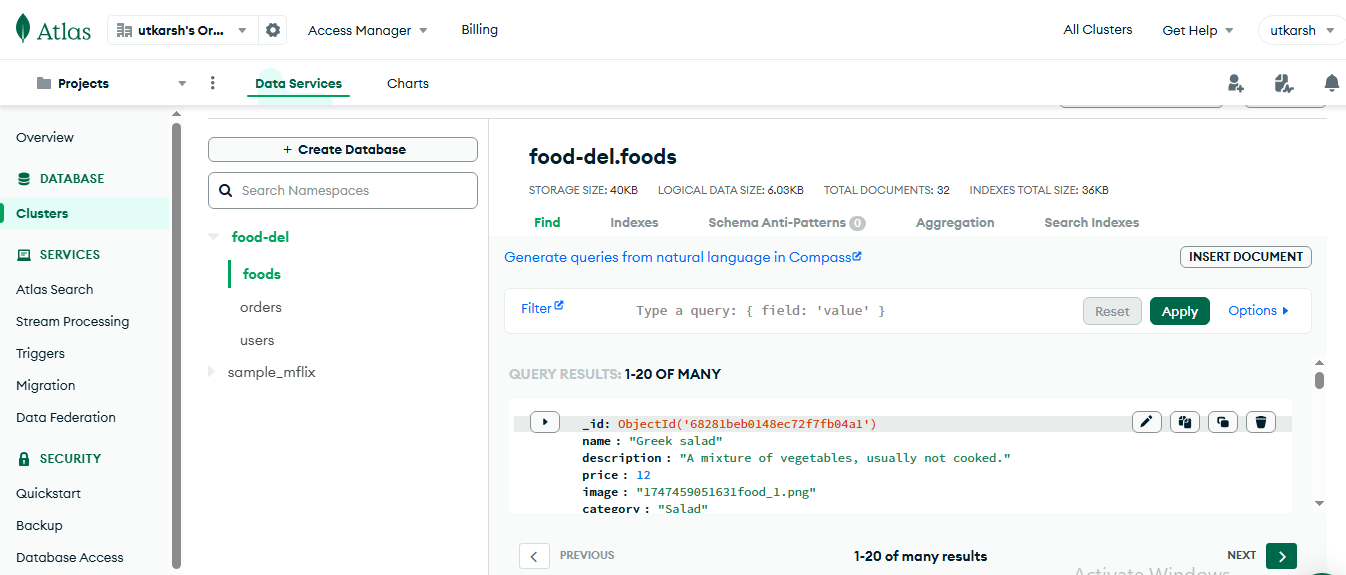 Atlas utkarsh's Or... Access Manager Billing All Clusters Get Help utkarsh
Projects Data Services Charts
Overview
DATABASE
Clusters
SERVICES
Atlas Search
Stream Processing
Triggers
Migration
Data Federation
SECURITY
Quickstart
Backup
Database Access
+ Create Database
Search Namespaces
food-del
foods
orders
users
sample_mflix
food-del.foods
STORAGE SIZE: 40KB LOGICAL DATA SIZE: 6.03KB TOTAL DOCUMENTS: 32 INDEXES TOTAL SIZE: 36KB
Find Indexes Schema Anti-Patterns 0 Aggregation Search Indexes
Generate queries from natural language in Compass
INSERT DOCUMENT
Filter Type a query: { field: 'value' } Reset Apply Options
QUERY RESULTS: 1-20 OF MANY
_id: ObjectId('68281beb0148ec72f7fb04a1')
name : "Greek salad"
description : "A mixture of vegetables, usually not cooked."
price : 12
image : "1747459051631food_1.png"
category : "Salad"
PREVIOUS 1-20 of many results NEXT
Activate Windows